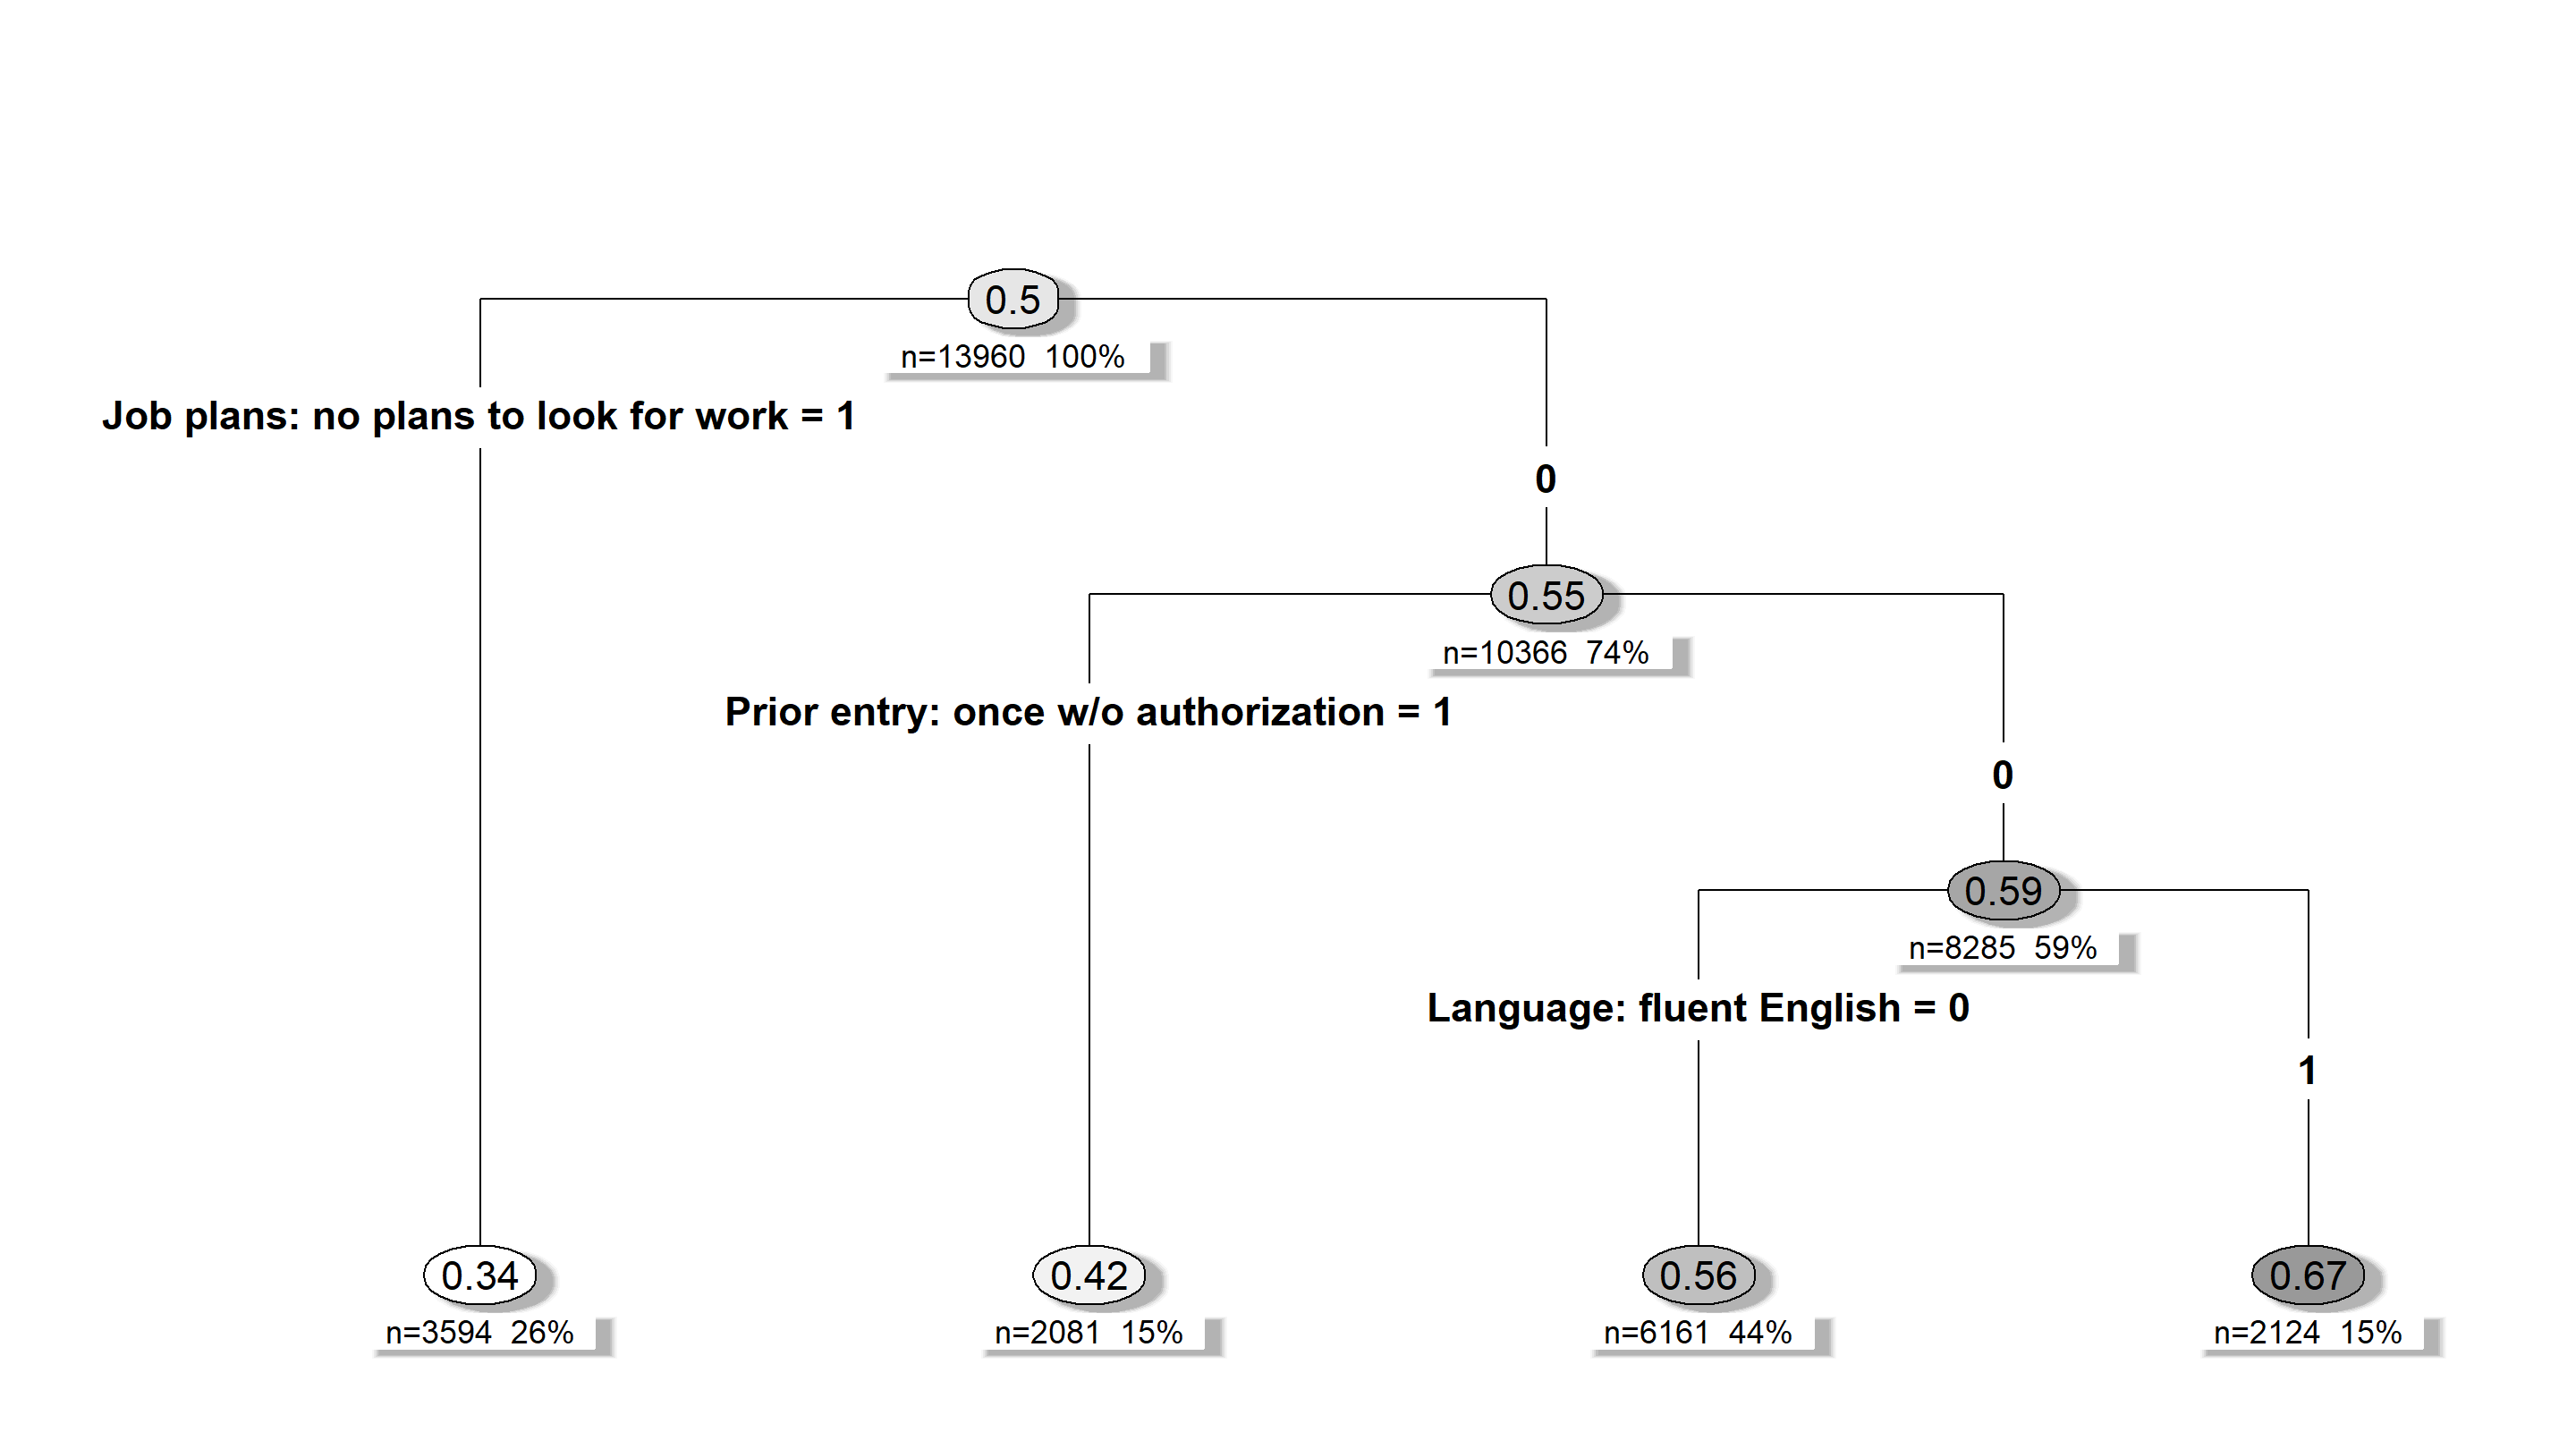 0.5
n=13960 100%
Job plans: no plans to look for work = 1
0
0.55
n=10366 74%
Prior entry: once w/o authorization = 1
0
0.59
n=8285 59%
Language: fluent English = 0
1
0.34
n=3594 26%
0.42
n=2081 15%
0.56
n=6161 44%
0.67
n=2124 15%